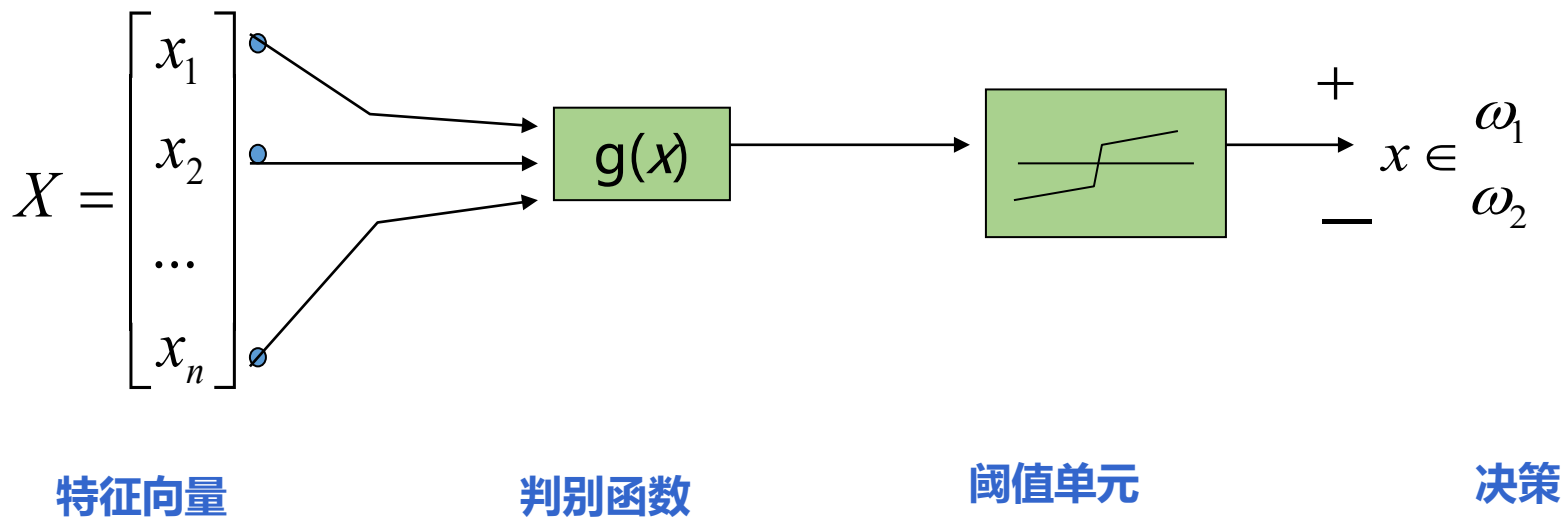 X = [ x₁ x₂ ... xₙ ]
g(x)
+
−
x ∈ ω₁ ω₂
特征向量
判别函数
阈值单元
决策